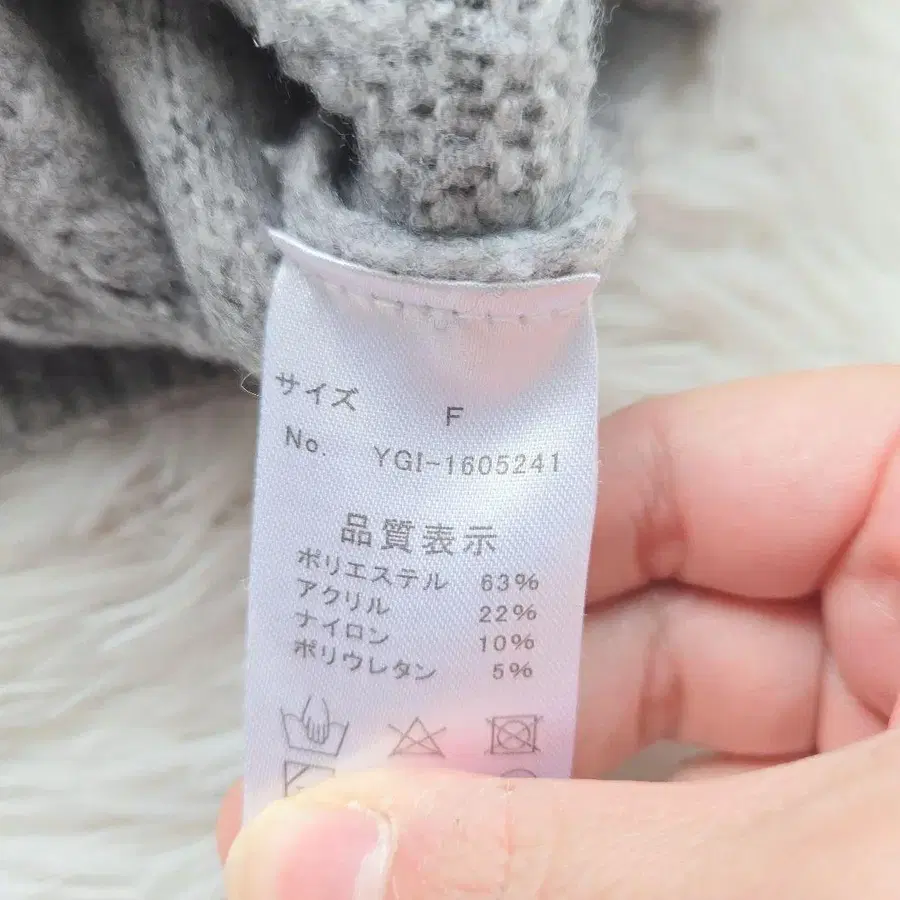 サイズ F
No. YGI-1605241
品質表示
ポリエステル 63%
アクリル 22%
ナイロン 10%
ポリウレタン 5%